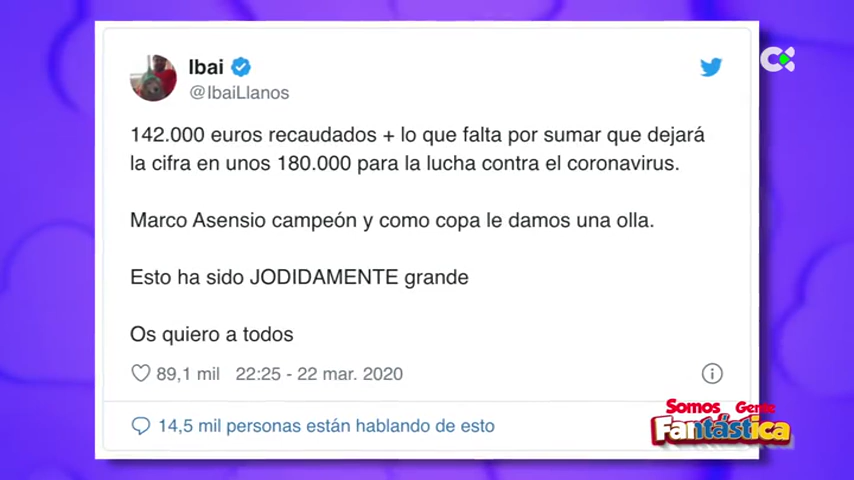 Ibai
@IbaiLlanos
142.000 euros recaudados + lo que falta por sumar que dejará
la cifra en unos 180.000 para la lucha contra el coronavirus.
Marco Asensio campeón y como copa le damos una olla.
Esto ha sido JODIDAMENTE grande
Os quiero a todos
89,1 mil 22:25 - 22 mar. 2020
14,5 mil personas están hablando de esto
Somos Gente
Fantástica